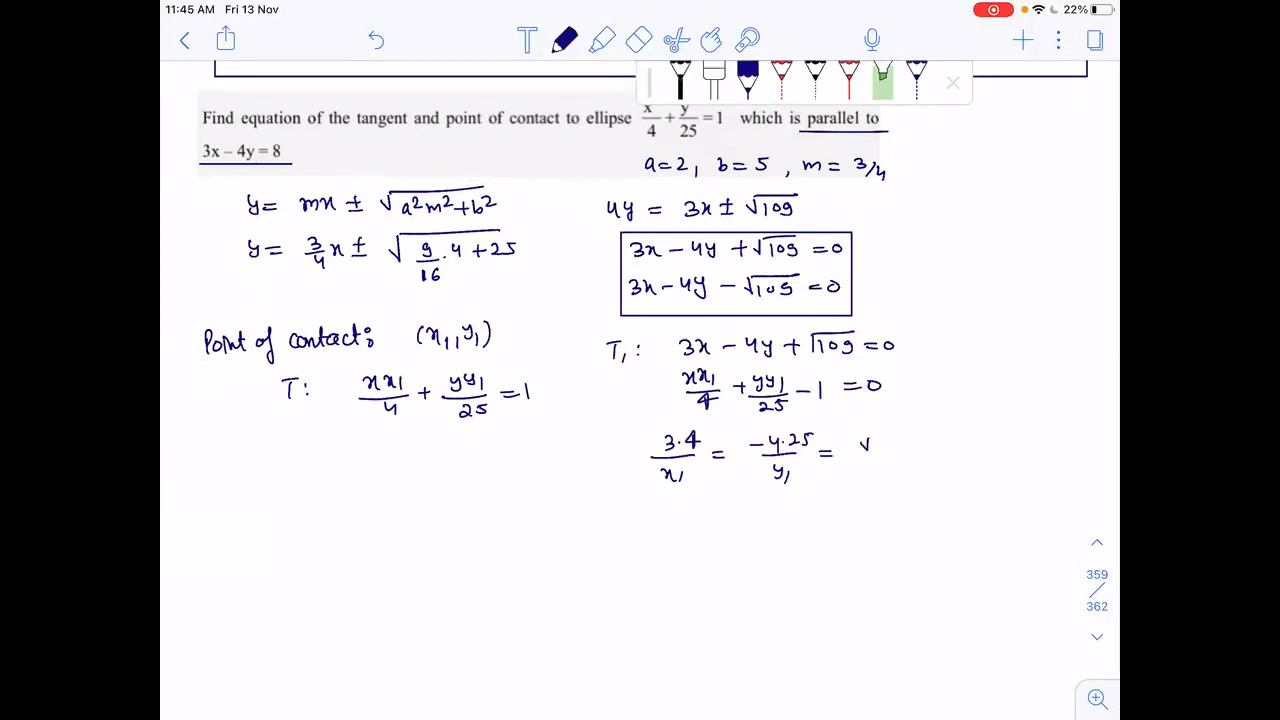 11:45 AM Fri 13 Nov 22%
Find equation of the tangent and point of contact to ellipse x/4 + y/25 = 1 which is parallel to
3x – 4y = 8
a=2, b=5, m=3/4
y= mx ± √a²m²+b²
4y = 3x ± √109
y= 3/4 x ± √9/16 · 4 + 25
3x – 4y + √109 = 0
3x – 4y – √109 = 0
Point of contact: (x₁, y₁)
T₁: 3x – 4y + √109 = 0
T: xx₁/4 + yy₁/25 = 1
xx₁/4 + yy₁/25 – 1 = 0
3·4/x₁ = –4·25/y₁ =
359
362